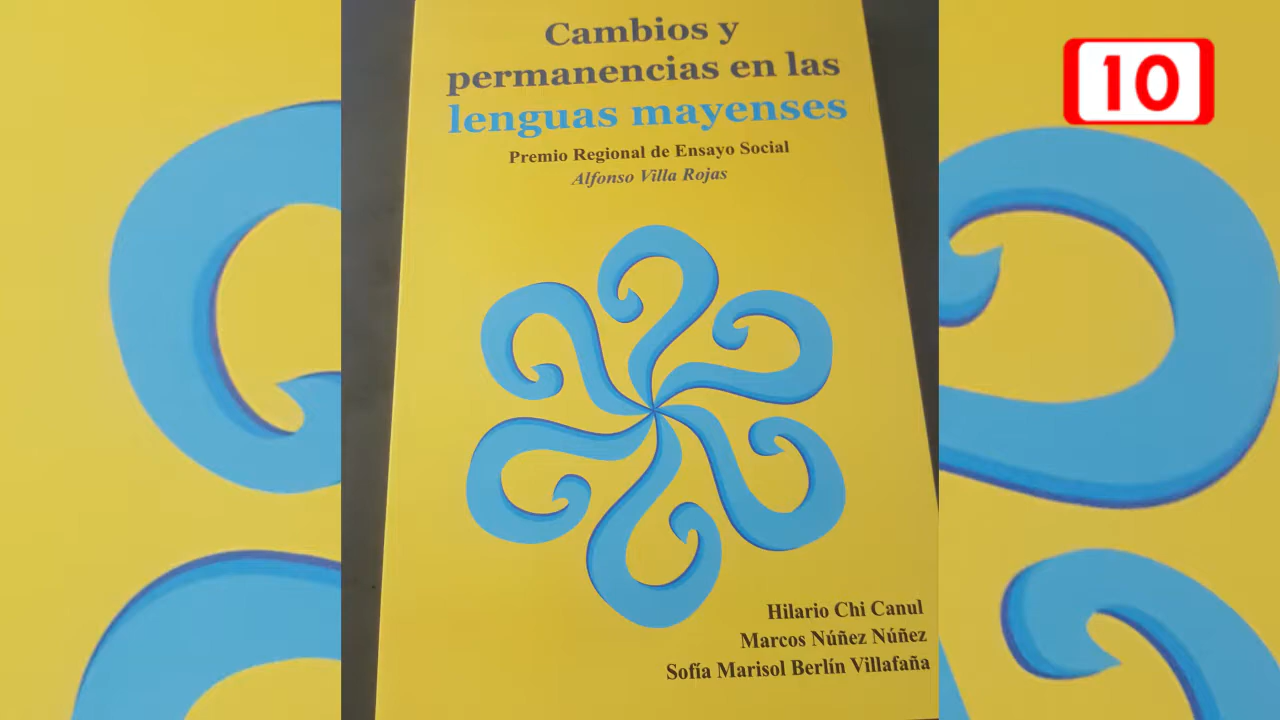 Cambios y
permanencias en las
lenguas mayenses
Premio Regional de Ensayo Social
Alfonso Villa Rojas
Hilario Chi Canul
Marcos Núñez Núñez
Sofía Marisol Berlín Villafaña
10